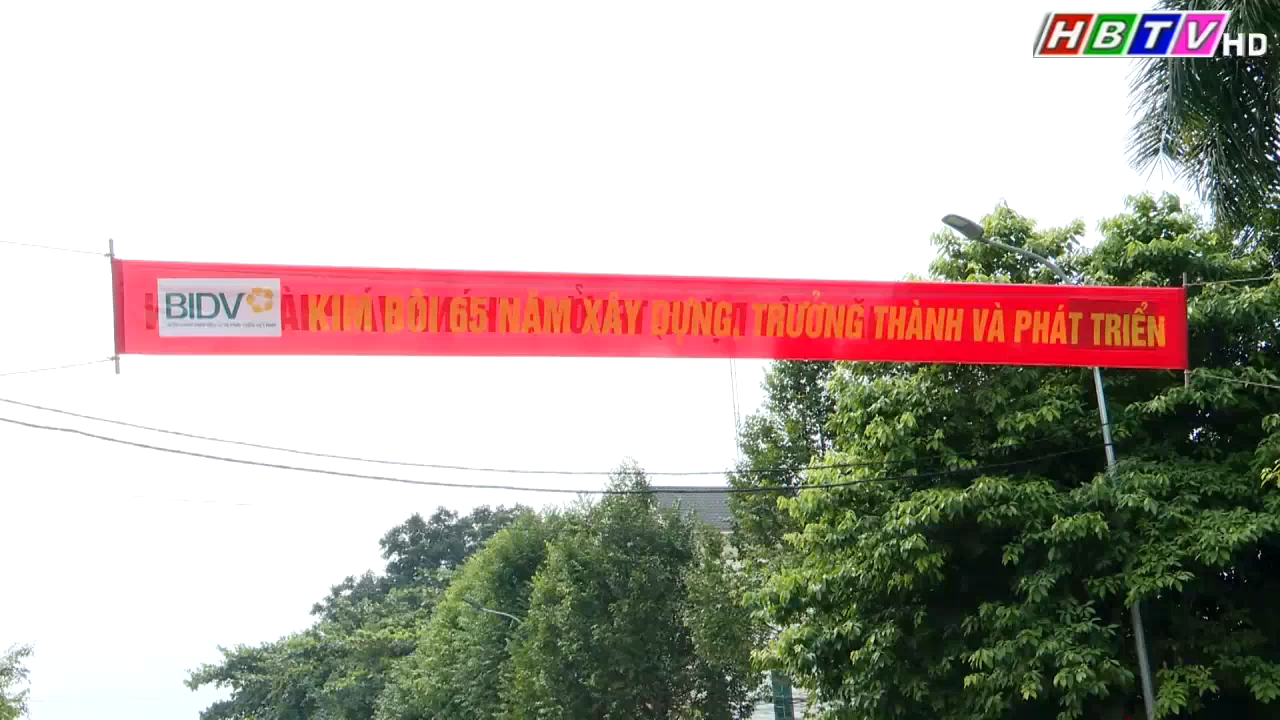 HBTV HD
BIDV
KIM BÔI 65 NĂM XÂY DỰNG, TRƯỞNG THÀNH VÀ PHÁT TRIỂN